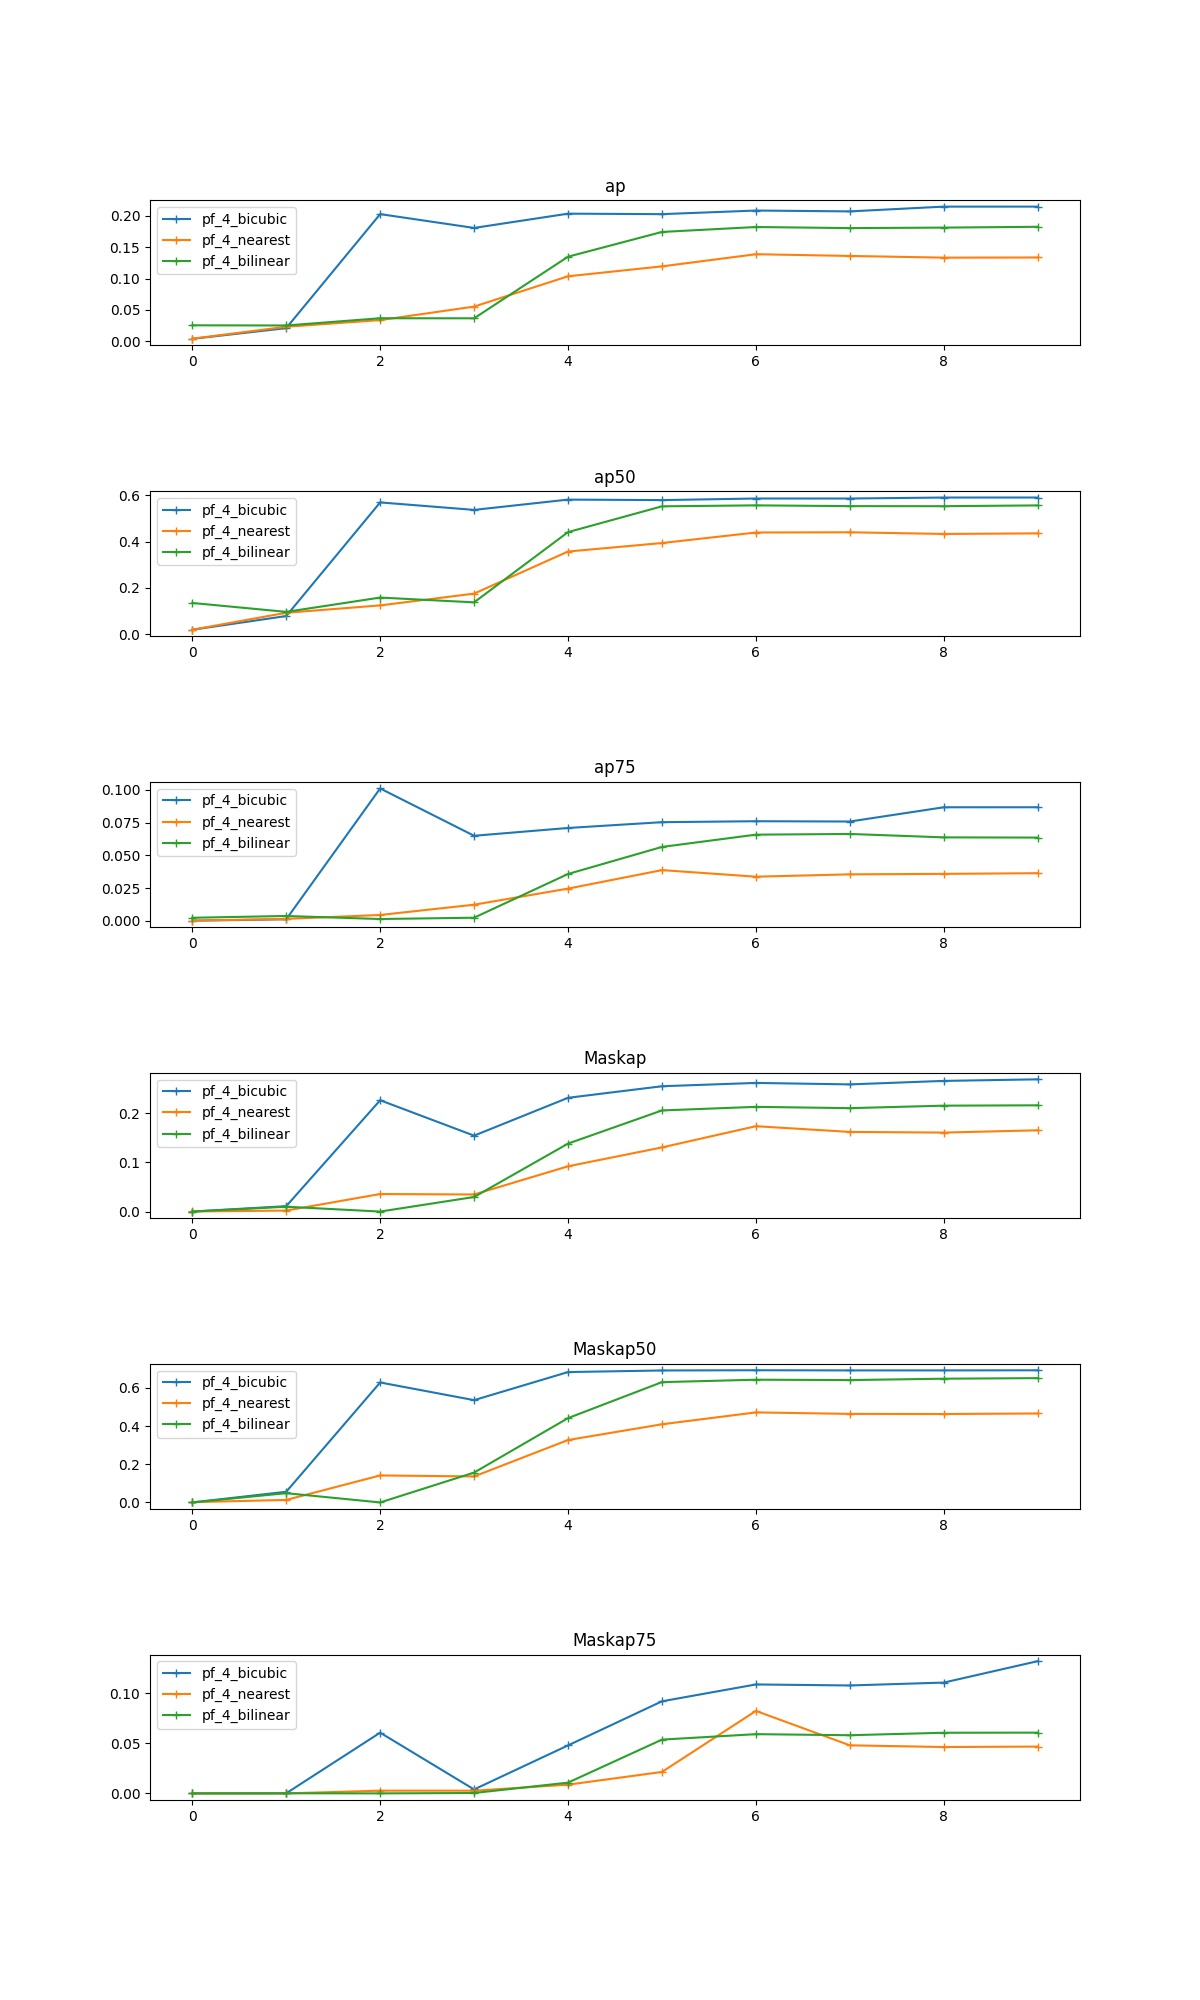 ap
pf_4_bicubic
pf_4_nearest
pf_4_bilinear
0.20
0.15
0.10
0.05
0.00
0 2 4 6 8
ap50
pf_4_bicubic
pf_4_nearest
pf_4_bilinear
0.6
0.4
0.2
0.0
0 2 4 6 8
ap75
pf_4_bicubic
pf_4_nearest
pf_4_bilinear
0.100
0.075
0.050
0.025
0.000
0 2 4 6 8
Maskap
pf_4_bicubic
pf_4_nearest
pf_4_bilinear
0.2
0.1
0.0
0 2 4 6 8
Maskap50
pf_4_bicubic
pf_4_nearest
pf_4_bilinear
0.6
0.4
0.2
0.0
0 2 4 6 8
Maskap75
pf_4_bicubic
pf_4_nearest
pf_4_bilinear
0.10
0.05
0.00
0 2 4 6 8